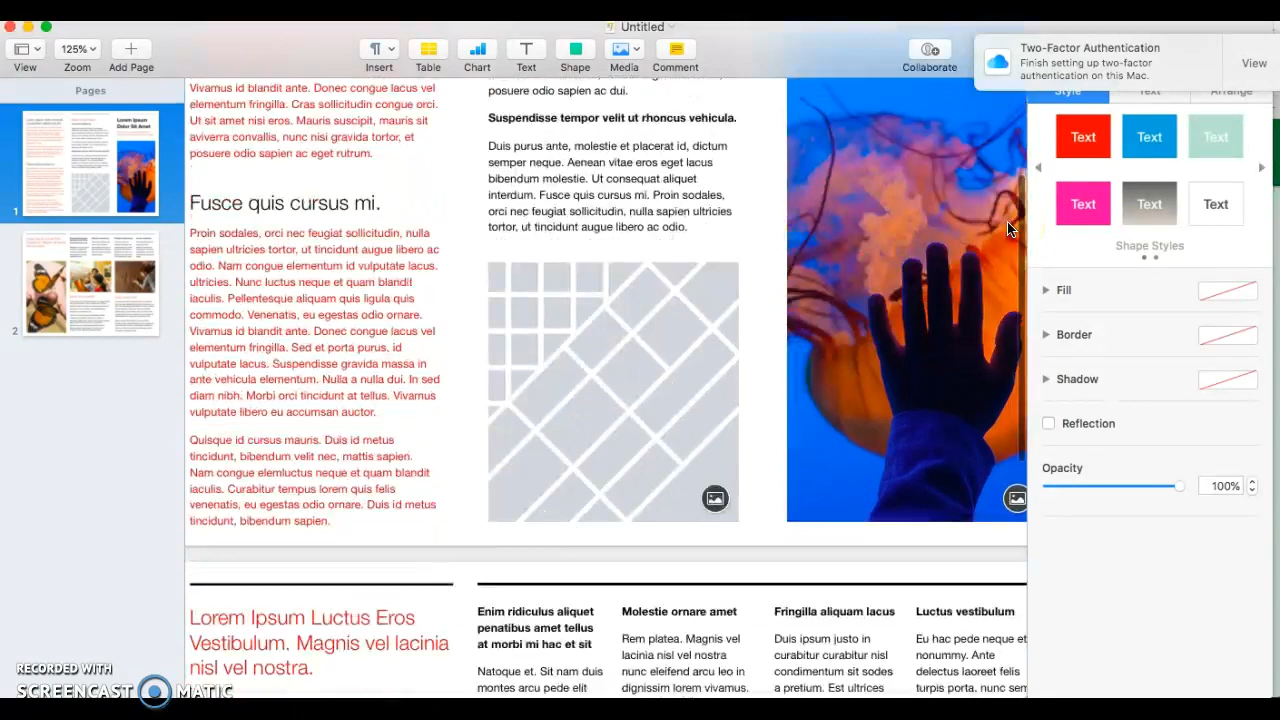 Untitled
View
125%
Zoom
Add Page
Insert
Table
Chart
Text
Shape
Media
Comment
Collaborate
Two-Factor Authentication
Finish setting up two-factor
authentication on this Mac.
View
Pages
Style
Text
Arrange
1
2
Vivamus id blandit ante. Donec congue lacus vel
elementum fringilla. Cras sollicitudin congue orci.
Ut sit amet nisi eros. Mauris suscipit, mauris sit
aviverra convallis, nunc nisi gravida tortor, et
posuere odio sapien ac eget rutrum.
Fusce quis cursus mi.
Proin sodales, orci nec feugiat sollicitudin, nulla
sapien ultricies tortor, ut tincidunt augue libero ac
odio. Nam congue elementum id vulputate lacus.
ultricies. Nunc luctus neque et quam blandit
iaculis. Pellentesque aliquam quis ligula quis
commodo. Venenatis, eu egestas odio ornare.
Vivamus id blandit ante. Donec congue lacus vel
elementum fringilla. Sed et porta purus, id
vulputate lacus. Suspendisse gravida massa in
ante vehicula elementum. Nulla a nulla dui. In sed
diam nibh. Morbi orci tincidunt at tellus. Vivamus
vulputate libero eu accumsan auctor.
Quisque id cursus mauris. Duis id metus
tincidunt, bibendum velit nec, mattis sapien.
Nam congue elemluctus neque et quam blandit
iaculis. Curabitur tempus lorem quis felis
venenatis, eu egestas odio ornare. Duis id metus
tincidunt, bibendum sapien.
posuere odio sapien ac dui.
Suspendisse tempor velit ut rhoncus vehicula.
Duis purus ante, molestie et placerat id, dictum
semper neque. Aenean vitae eros eget lacus
bibendum molestie. Ut consequat aliquet
interdum. Fusce quis cursus mi. Proin sodales,
orci nec feugiat sollicitudin, nulla sapien ultricies
tortor, ut tincidunt augue libero ac odio.
Lorem Ipsum Luctus Eros
Vestibulum, Magnis vel lacinia
nisl vel nostra.
Enim ridiculus aliquet
penatibus amet tellus
at morbi mi hac et sit
Natoque et. Sit nam duis
montes arcu pede elit
Molestie ornare amet
Rem platea. Magnis vel
lacinia vel vel nostra
nunc eleifend arcu leo in
dignissim lorem vivamus.
Fringilla aliquam lacus
Duis ipsum justo in
curabitur curabitur nisl
condimentum sit sodes
a pretium. Est ultrices
Luctus vestibulum
Eu hac pede neque et
nonummy. Ante
delectus laoreet felis
turpis porta, nunc sem
Text
Text
Text
Text
Text
Text
Shape Styles
Fill
Border
Shadow
Reflection
Opacity
100%
RECORDED WITH
SCREENCAST MATIC